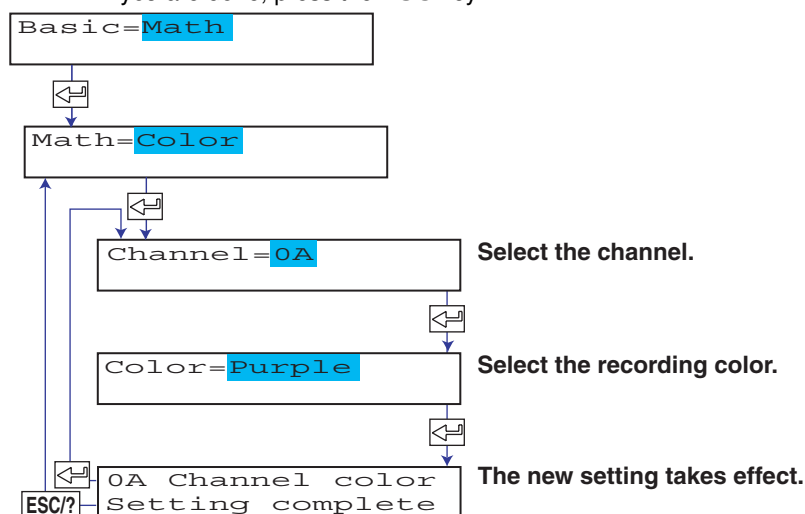 Basic=Math
Math=Color
Channel=0A
Select the channel.
Color=Purple
Select the recording color.
0A Channel color
Setting complete
The new setting takes effect.
ESC/?